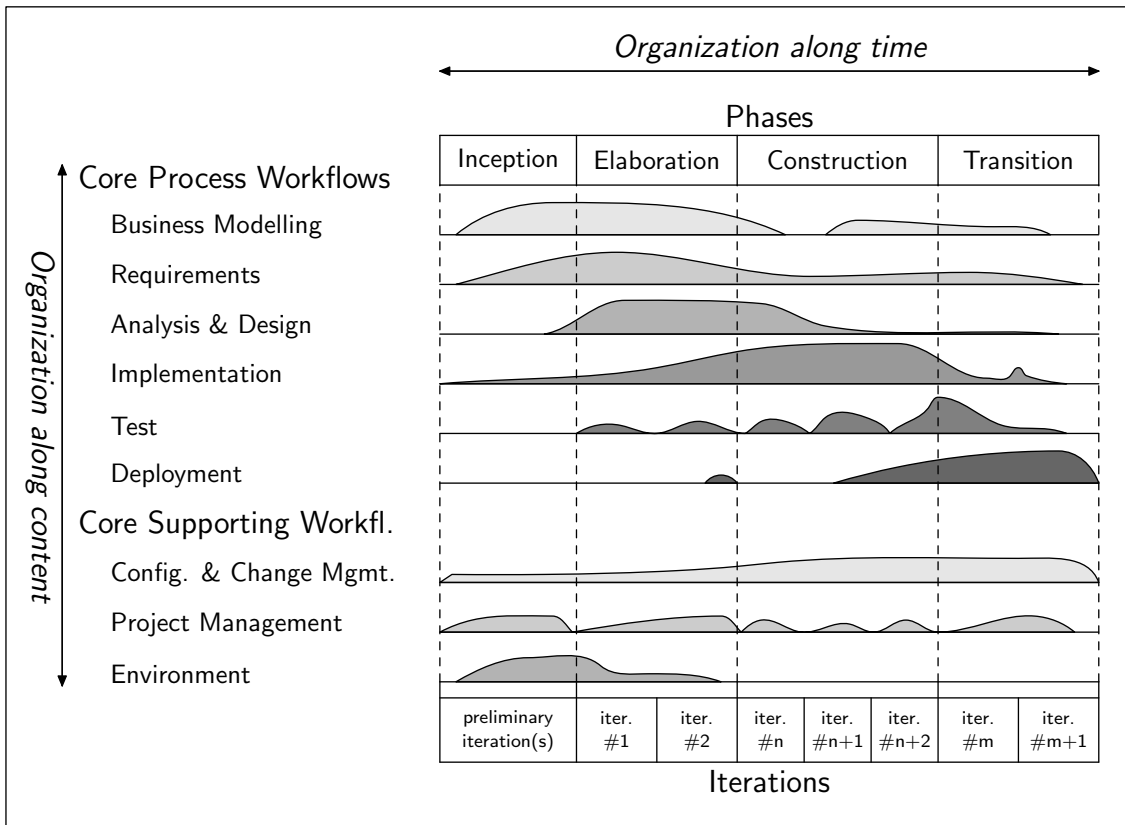 Organization along time
Phases
Inception Elaboration Construction Transition
Organization along content
Core Process Workflows
Business Modelling
Requirements
Analysis & Design
Implementation
Test
Deployment
Core Supporting Workfl.
Config. & Change Mgmt.
Project Management
Environment
preliminary iter. iter. iter. iter. iter. iter. iter.
iteration(s) #1 #2 #n #n+1 #n+2 #m #m+1
Iterations